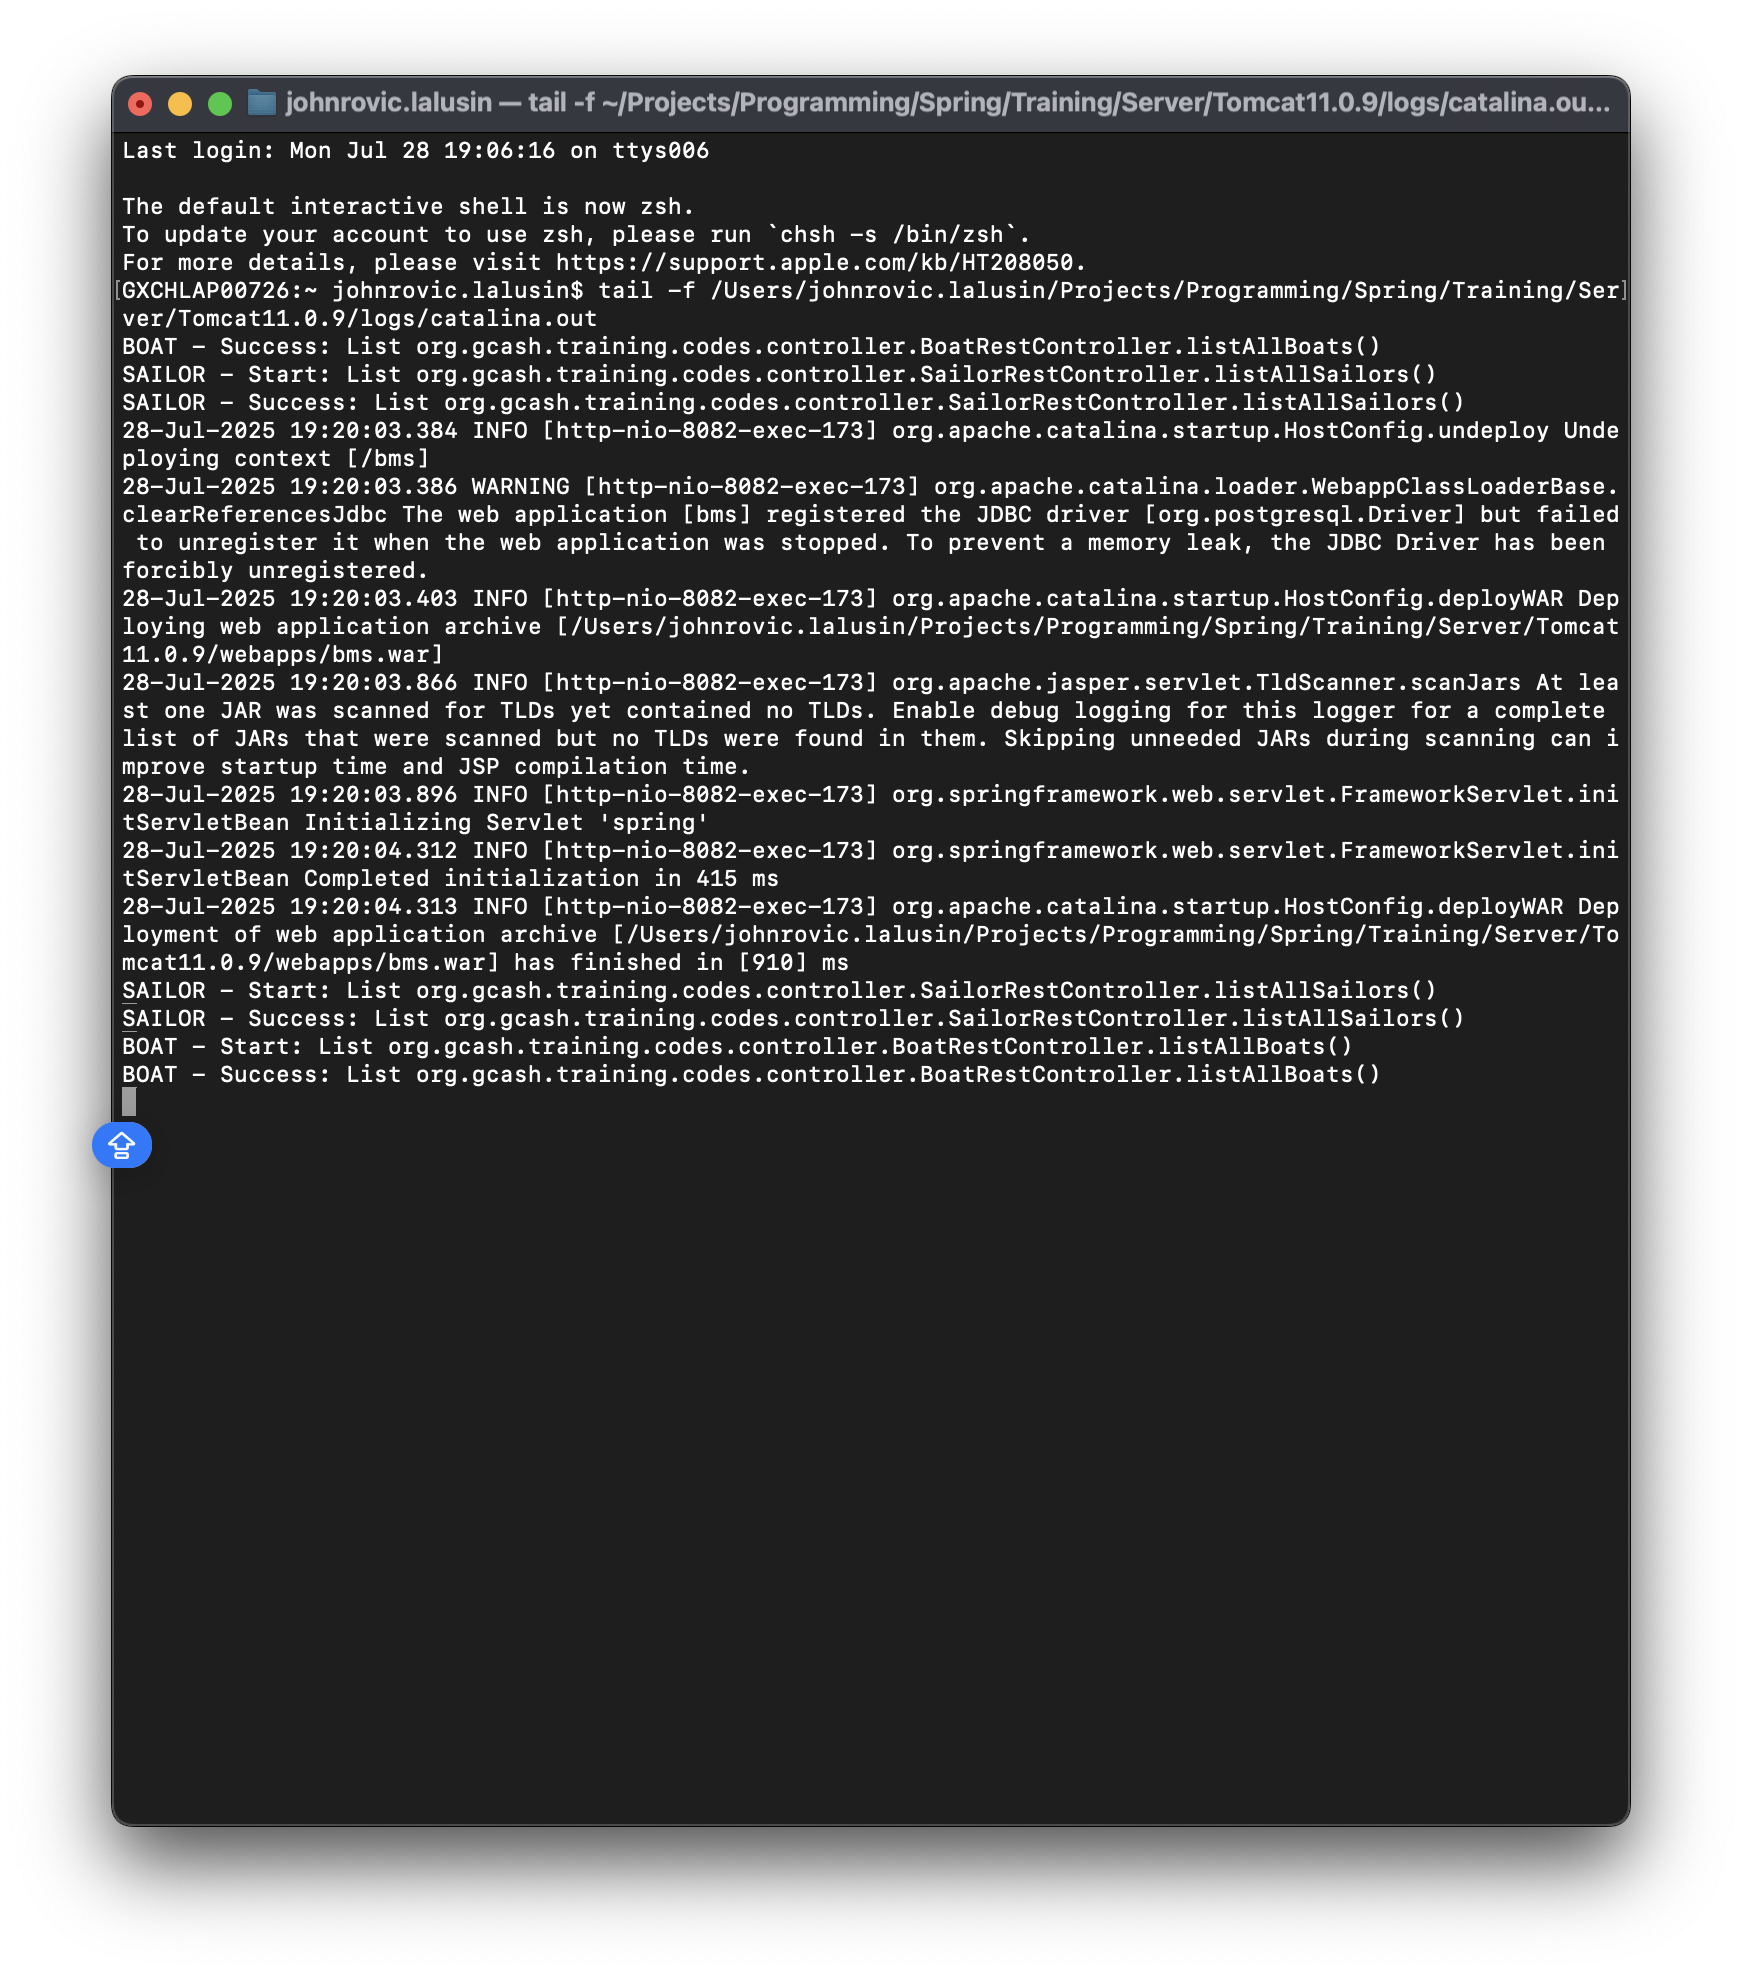 johnrovic.lalusin — tail -f ~/Projects/Programming/Spring/Training/Server/Tomcat11.0.9/logs/catalina.ou...
Last login: Mon Jul 28 19:06:16 on ttys006
The default interactive shell is now zsh.
To update your account to use zsh, please run `chsh -s /bin/zsh`.
For more details, please visit https://support.apple.com/kb/HT208050.
[GXCHLAP00726:~ johnrovic.lalusin$ tail -f /Users/johnrovic.lalusin/Projects/Programming/Spring/Training/Ser]
ver/Tomcat11.0.9/logs/catalina.out
BOAT - Success: List org.gcash.training.codes.controller.BoatRestController.listAllBoats()
SAILOR - Start: List org.gcash.training.codes.controller.SailorRestController.listAllSailors()
SAILOR - Success: List org.gcash.training.codes.controller.SailorRestController.listAllSailors()
28-Jul-2025 19:20:03.384 INFO [http-nio-8082-exec-173] org.apache.catalina.startup.HostConfig.undeploy Unde
ploying context [/bms]
28-Jul-2025 19:20:03.386 WARNING [http-nio-8082-exec-173] org.apache.catalina.loader.WebappClassLoaderBase.
clearReferencesJdbc The web application [bms] registered the JDBC driver [org.postgresql.Driver] but failed
 to unregister it when the web application was stopped. To prevent a memory leak, the JDBC Driver has been
forcibly unregistered.
28-Jul-2025 19:20:03.403 INFO [http-nio-8082-exec-173] org.apache.catalina.startup.HostConfig.deployWAR Dep
loying web application archive [/Users/johnrovic.lalusin/Projects/Programming/Spring/Training/Server/Tomcat
11.0.9/webapps/bms.war]
28-Jul-2025 19:20:03.866 INFO [http-nio-8082-exec-173] org.apache.jasper.servlet.TldScanner.scanJars At lea
st one JAR was scanned for TLDs yet contained no TLDs. Enable debug logging for this logger for a complete
list of JARs that were scanned but no TLDs were found in them. Skipping unneeded JARs during scanning can i
mprove startup time and JSP compilation time.
28-Jul-2025 19:20:03.896 INFO [http-nio-8082-exec-173] org.springframework.web.servlet.FrameworkServlet.ini
tServletBean Initializing Servlet 'spring'
28-Jul-2025 19:20:04.312 INFO [http-nio-8082-exec-173] org.springframework.web.servlet.FrameworkServlet.ini
tServletBean Completed initialization in 415 ms
28-Jul-2025 19:20:04.313 INFO [http-nio-8082-exec-173] org.apache.catalina.startup.HostConfig.deployWAR Dep
loyment of web application archive [/Users/johnrovic.lalusin/Projects/Programming/Spring/Training/Server/To
mcat11.0.9/webapps/bms.war] has finished in [910] ms
SAILOR - Start: List org.gcash.training.codes.controller.SailorRestController.listAllSailors()
SAILOR - Success: List org.gcash.training.codes.controller.SailorRestController.listAllSailors()
BOAT - Start: List org.gcash.training.codes.controller.BoatRestController.listAllBoats()
BOAT - Success: List org.gcash.training.codes.controller.BoatRestController.listAllBoats()